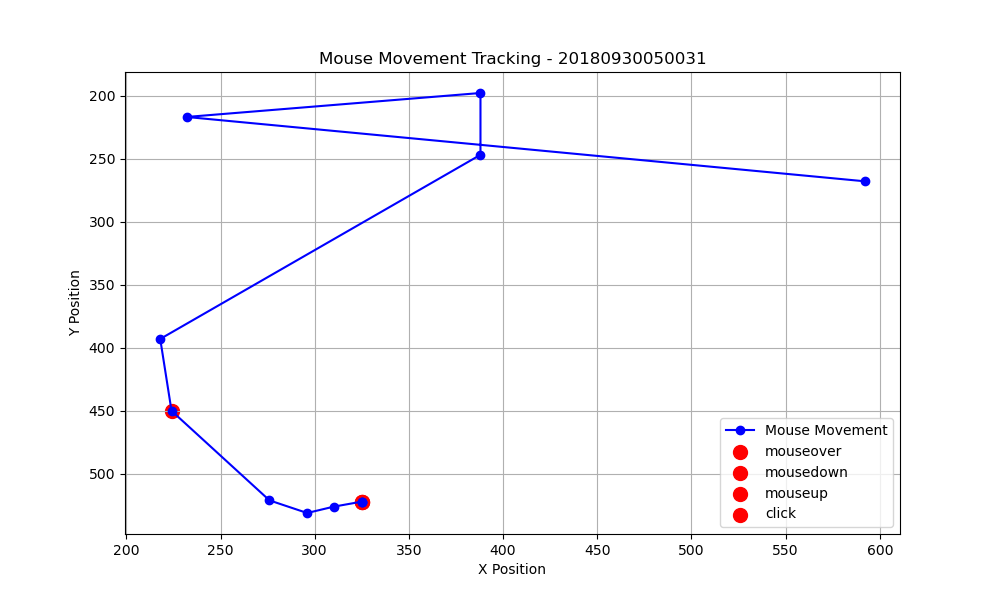 Mouse Movement Tracking - 20180930050031
200
250
300
350
400
450
500
Y Position
200 250 300 350 400 450 500 550 600
X Position
Mouse Movement
mouseover
mousedown
mouseup
click